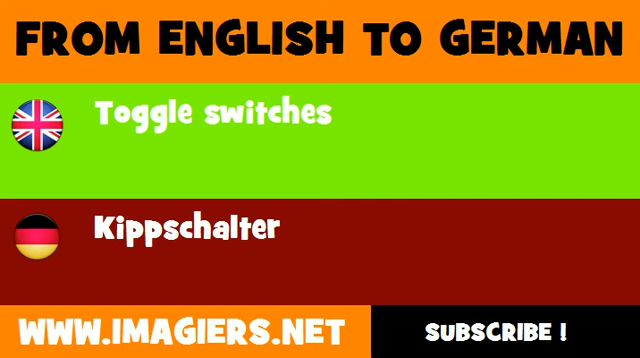 FROM ENGLISH TO GERMAN
Toggle switches
Kippschalter
WWW.IMAGIERS.NET
SUBSCRIBE !